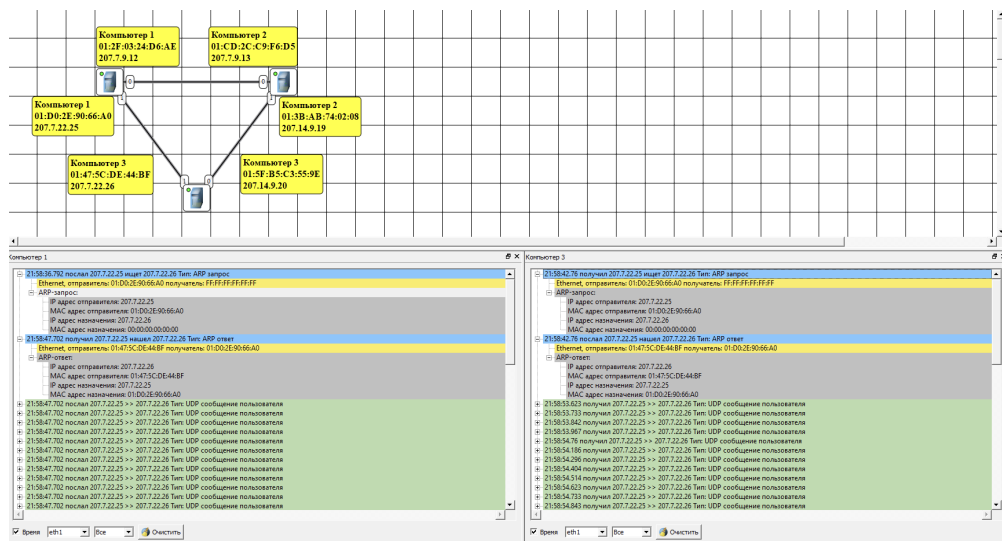 Компьютер 1
01:2F:03:24:D6:AE
207.7.9.12
Компьютер 2
01:CD:2C:C9:F6:D5
207.7.9.13
0
0
1
1
Компьютер 1
01:D0:2E:90:66:A0
207.7.22.25
Компьютер 2
01:3B:AB:74:02:08
207.14.9.19
Компьютер 3
01:47:5C:DE:44:BF
207.7.22.26
Компьютер 3
01:5F:B5:C3:55:9E
207.14.9.20
1
0
Компьютер 1
21:58:36.792 послал 207.7.22.25 ищет 207.7.22.26 Тип: ARP запрос
Ethernet, отправитель: 01:D0:2E:90:66:A0 получатель: FF:FF:FF:FF:FF:FF
ARP-запрос:
IP адрес отправителя: 207.7.22.25
MAC адрес отправителя: 01:D0:2E:90:66:A0
IP адрес назначения: 207.7.22.26
MAC адрес назначения: 00:00:00:00:00:00
21:58:47.702 получил 207.7.22.25 нашел 207.7.22.26 Тип: ARP ответ
Ethernet, отправитель: 01:47:5C:DE:44:BF получатель: 01:D0:2E:90:66:A0
ARP-ответ:
IP адрес отправителя: 207.7.22.26
MAC адрес отправителя: 01:47:5C:DE:44:BF
IP адрес назначения: 207.7.22.25
MAC адрес назначения: 01:D0:2E:90:66:A0
21:58:47.702 послал 207.7.22.25 >> 207.7.22.26 Тип: UDP сообщение пользователя
21:58:47.702 послал 207.7.22.25 >> 207.7.22.26 Тип: UDP сообщение пользователя
21:58:47.702 послал 207.7.22.25 >> 207.7.22.26 Тип: UDP сообщение пользователя
21:58:47.702 послал 207.7.22.25 >> 207.7.22.26 Тип: UDP сообщение пользователя
21:58:47.702 послал 207.7.22.25 >> 207.7.22.26 Тип: UDP сообщение пользователя
21:58:47.702 послал 207.7.22.25 >> 207.7.22.26 Тип: UDP сообщение пользователя
21:58:47.702 послал 207.7.22.25 >> 207.7.22.26 Тип: UDP сообщение пользователя
21:58:47.702 послал 207.7.22.25 >> 207.7.22.26 Тип: UDP сообщение пользователя
21:58:47.702 послал 207.7.22.25 >> 207.7.22.26 Тип: UDP сообщение пользователя
21:58:47.702 послал 207.7.22.25 >> 207.7.22.26 Тип: UDP сообщение пользователя
21:58:47.702 послал 207.7.22.25 >> 207.7.22.26 Тип: UDP сообщение пользователя
21:58:47.702 послал 207.7.22.25 >> 207.7.22.26 Тип: UDP сообщение пользователя
Время eth1 Все Очистить
Компьютер 3
21:58:42.76 получил 207.7.22.25 ищет 207.7.22.26 Тип: ARP запрос
Ethernet, отправитель: 01:D0:2E:90:66:A0 получатель: FF:FF:FF:FF:FF:FF
ARP-запрос:
IP адрес отправителя: 207.7.22.25
MAC адрес отправителя: 01:D0:2E:90:66:A0
IP адрес назначения: 207.7.22.26
MAC адрес назначения: 00:00:00:00:00:00
21:58:42.76 послал 207.7.22.25 нашел 207.7.22.26 Тип: ARP ответ
Ethernet, отправитель: 01:47:5C:DE:44:BF получатель: 01:D0:2E:90:66:A0
ARP-ответ:
IP адрес отправителя: 207.7.22.26
MAC адрес отправителя: 01:47:5C:DE:44:BF
IP адрес назначения: 207.7.22.25
MAC адрес назначения: 01:D0:2E:90:66:A0
21:58:53.623 получил 207.7.22.25 >> 207.7.22.26 Тип: UDP сообщение пользователя
21:58:53.733 получил 207.7.22.25 >> 207.7.22.26 Тип: UDP сообщение пользователя
21:58:53.842 получил 207.7.22.25 >> 207.7.22.26 Тип: UDP сообщение пользователя
21:58:53.967 получил 207.7.22.25 >> 207.7.22.26 Тип: UDP сообщение пользователя
21:58:54.76 получил 207.7.22.25 >> 207.7.22.26 Тип: UDP сообщение пользователя
21:58:54.186 получил 207.7.22.25 >> 207.7.22.26 Тип: UDP сообщение пользователя
21:58:54.296 получил 207.7.22.25 >> 207.7.22.26 Тип: UDP сообщение пользователя
21:58:54.404 получил 207.7.22.25 >> 207.7.22.26 Тип: UDP сообщение пользователя
21:58:54.514 получил 207.7.22.25 >> 207.7.22.26 Тип: UDP сообщение пользователя
21:58:54.623 получил 207.7.22.25 >> 207.7.22.26 Тип: UDP сообщение пользователя
21:58:54.733 получил 207.7.22.25 >> 207.7.22.26 Тип: UDP сообщение пользователя
21:58:54.843 получил 207.7.22.25 >> 207.7.22.26 Тип: UDP сообщение пользователя
Время eth1 Все Очистить